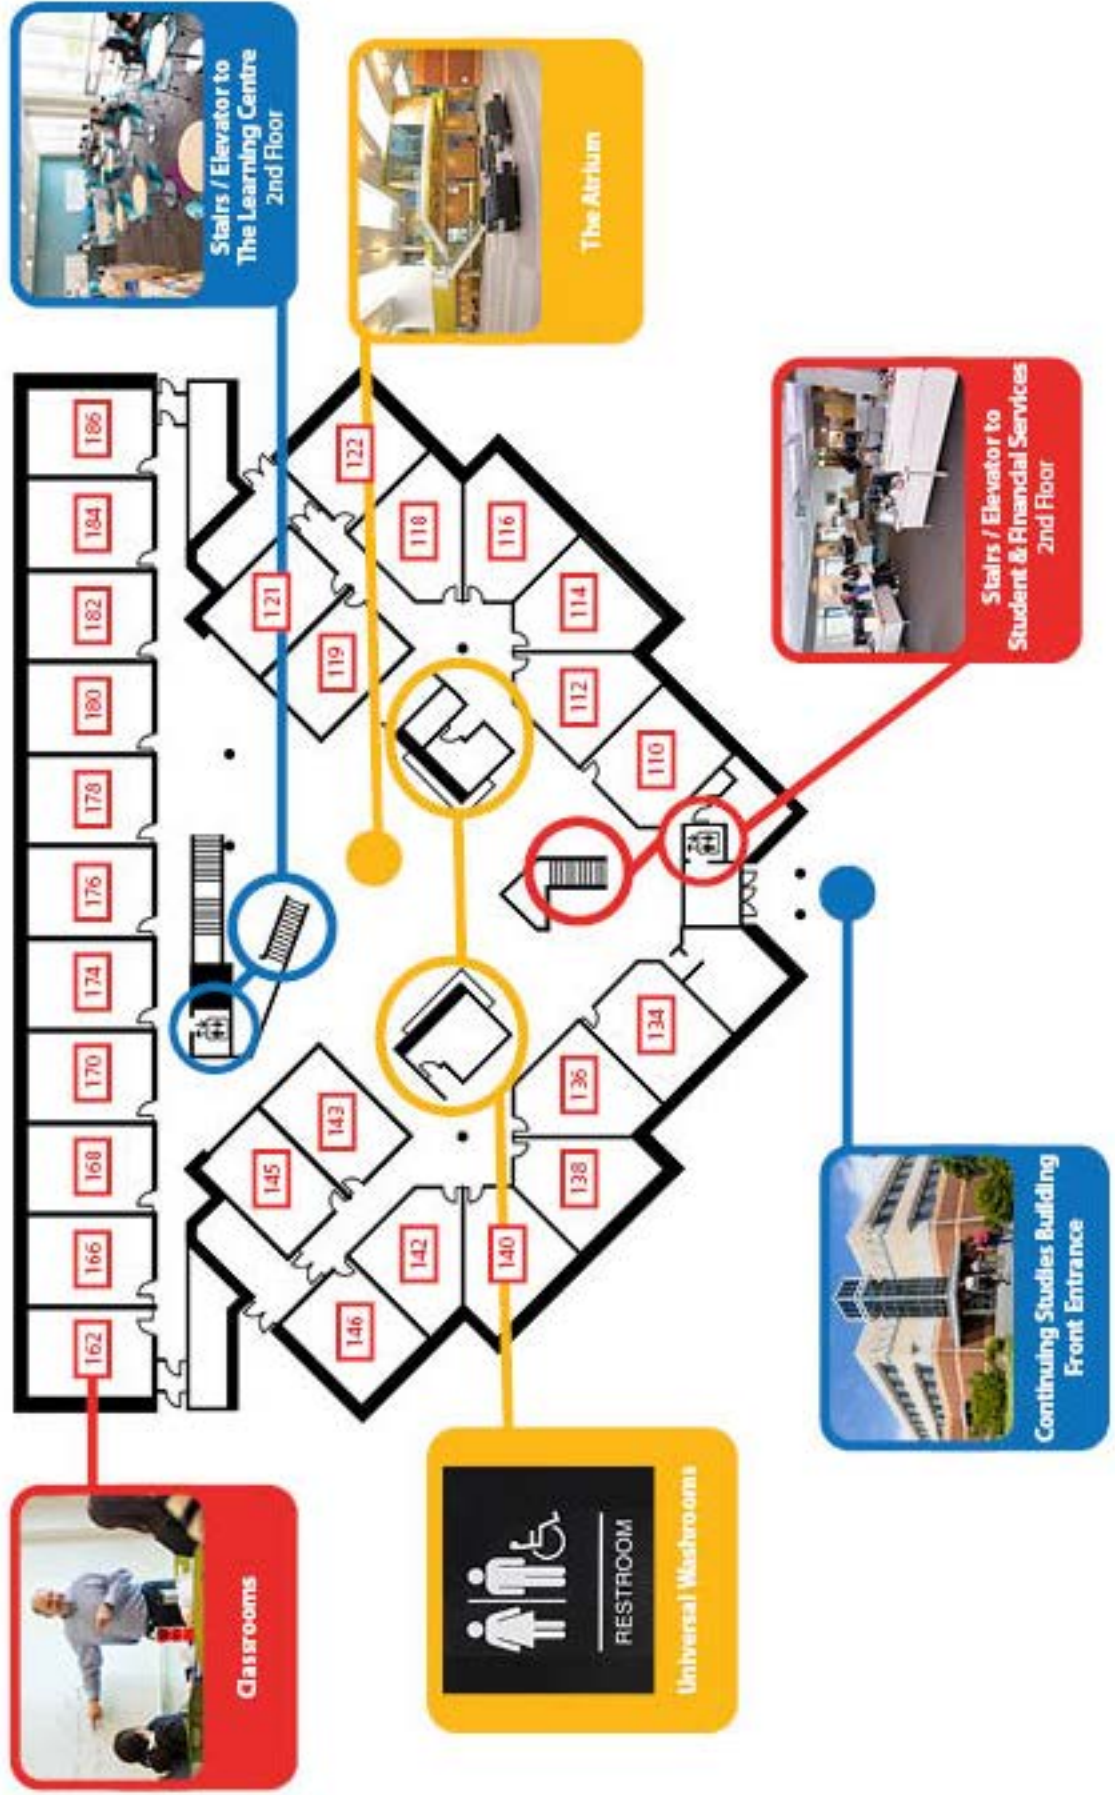 Classrooms
Stairs / Elevator to
The Learning Centre
2nd Floor
162
166
168
170
174
176
178
180
182
184
186
145
121
143
119
146
122
The Atrium
142
118
140
116
RESTROOM
Universal Washrooms
138
136
112
114
134
110
Stairs / Elevator to
Student & Financial Services
2nd Floor
Continuing Studies Building
Front Entrance